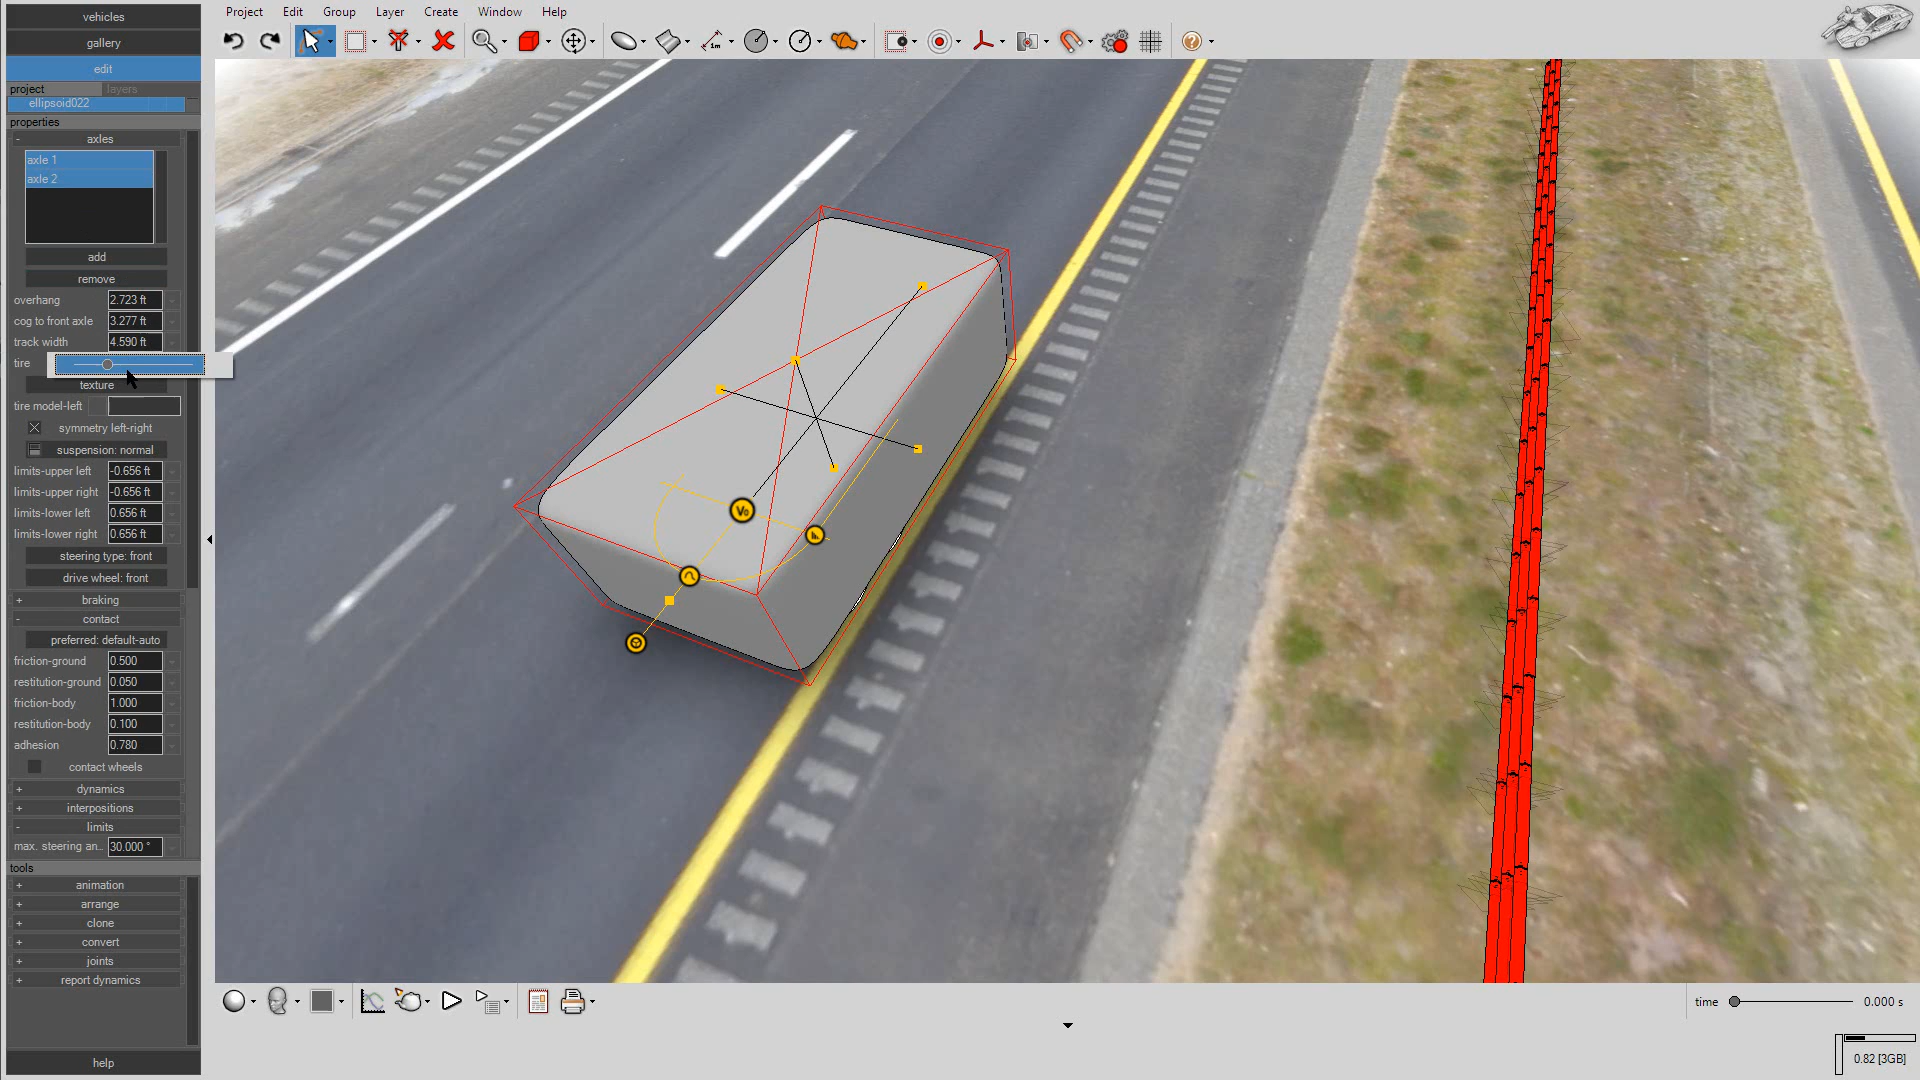 Project Edit Group Layer Create Window Help
vehicles
gallery
edit
project layers
ellipsoid022
properties
- axles
axle 1
axle 2
add
remove
overhang 2.723 ft
cog to front axle 3.277 ft
track width 4.590 ft
tire
texture
tire model-left
symmetry left-right
suspension: normal
limits-upper left -0.656 ft
limits-upper right -0.656 ft
limits-lower left 0.656 ft
limits-lower right 0.656 ft
steering type: front
drive wheel: front
+ braking
- contact
preferred: default-auto
friction-ground 0.500
restitution-ground 0.050
friction-body 1.000
restitution-body 0.100
adhesion 0.780
contact wheels
+ dynamics
+ interpositions
- limits
max. steering an... 30.000 °
tools
+ animation
+ arrange
+ clone
+ convert
+ joints
+ report dynamics
help
1m
V0
time 0.000 s
0.82 [3GB]